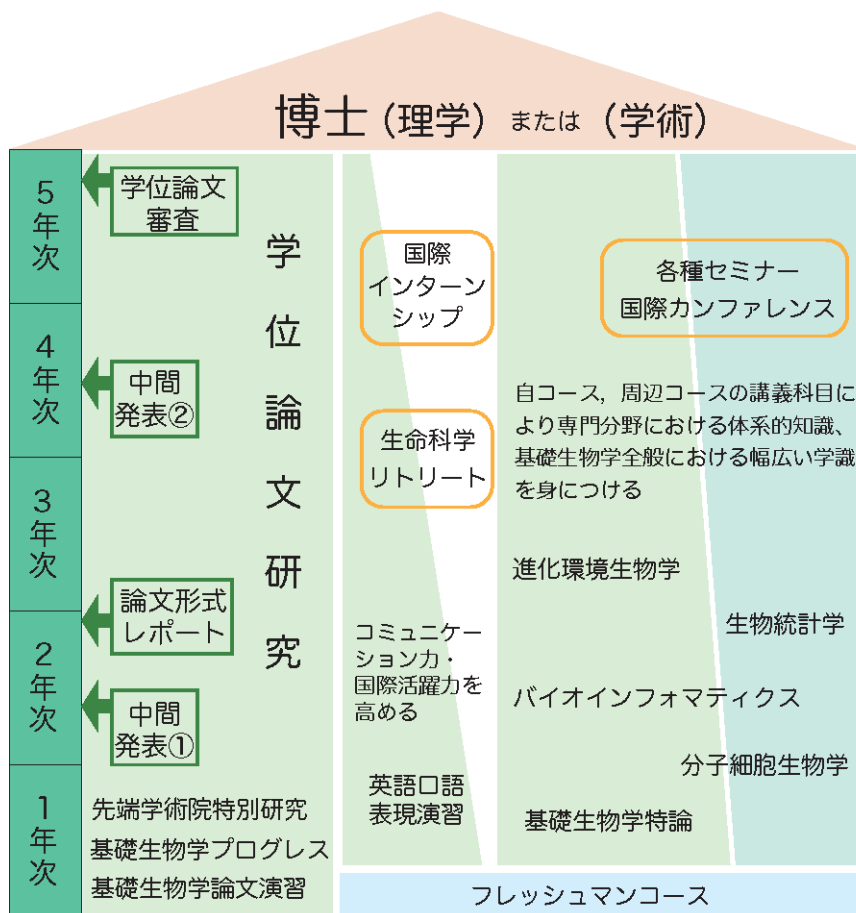 博士（理学）または（学術）
5年次
4年次
3年次
2年次
1年次
学位論文
審査
中間
発表②
論文形式
レポート
中間
発表①
学位論文研究
先端学術院特別研究
基礎生物学プログレス
基礎生物学論文演習
国際
インターン
シップ
生命科学
リトリート
コミュニケー
ション力・
国際活躍力を
高める
英語口語
表現演習
各種セミナー
国際カンファレンス
自コース，周辺コースの講義科目に
より専門分野における体系的知識、
基礎生物学全般における幅広い学識
を身につける
進化環境生物学
生物統計学
バイオインフォマティクス
分子細胞生物学
基礎生物学特論
フレッシュマンコース